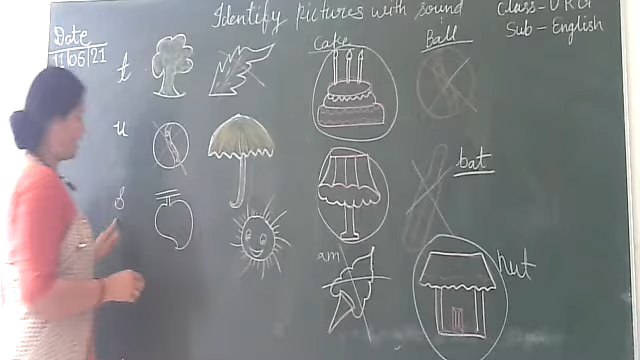 Identify pictures with sound
Class - UKG
Sub - English
Date
11/06/21
Cake
Ball
t
u
bat
s
am
hut